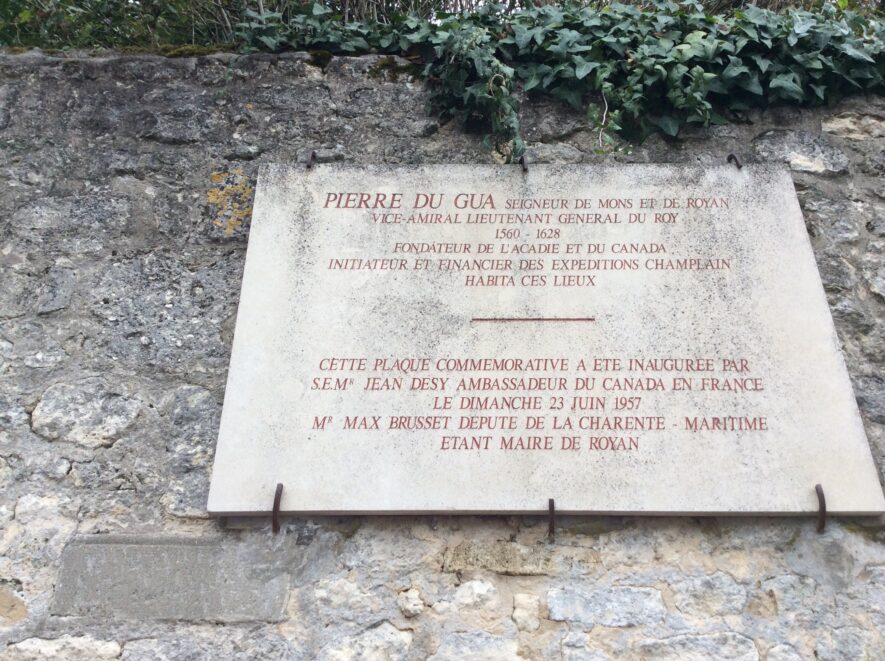 PIERRE DU GUA SEIGNEUR DE MONS ET DE ROYAN
VICE-AMIRAL LIEUTENANT GENERAL DU ROY
1560 - 1628
FONDATEUR DE L'ACADIE ET DU CANADA
INITIATEUR ET FINANCIER DES EXPEDITIONS CHAMPLAIN
HABITA CES LIEUX
CETTE PLAQUE COMMEMORATIVE A ETE INAUGUREE PAR
S.E.MR JEAN DESY AMBASSADEUR DU CANADA EN FRANCE
LE DIMANCHE 23 JUIN 1957
MR MAX BRUSSET DEPUTE DE LA CHARENTE - MARITIME
ETANT MAIRE DE ROYAN